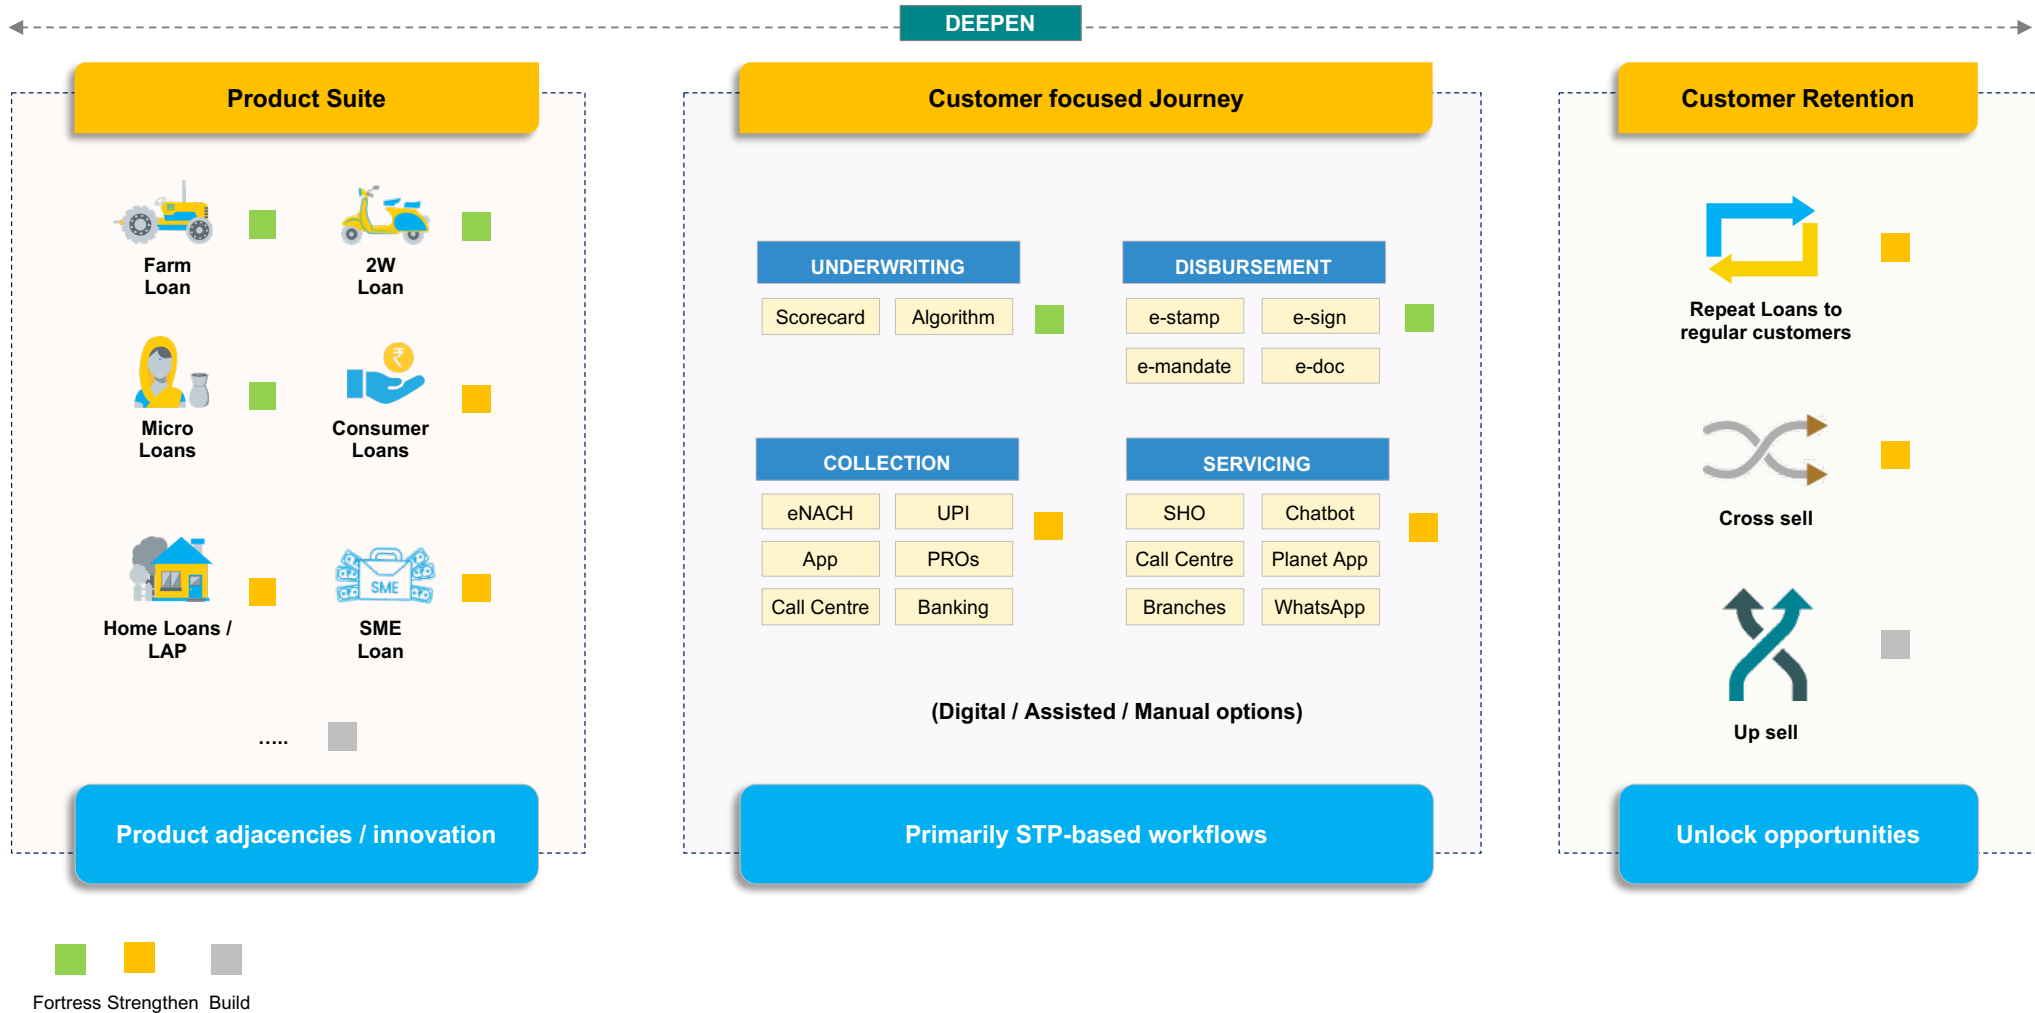 DEEPEN
Product Suite
Farm
Loan
2W
Loan
Micro
Loans
₹
Consumer
Loans
Home Loans /
LAP
SME
SME
Loan
.....
Product adjacencies / innovation
Customer focused Journey
UNDERWRITING
Scorecard
Algorithm
DISBURSEMENT
e-stamp
e-sign
e-mandate
e-doc
COLLECTION
eNACH
UPI
App
PROs
Call Centre
Banking
SERVICING
SHO
Chatbot
Call Centre
Planet App
Branches
WhatsApp
(Digital / Assisted / Manual options)
Primarily STP-based workflows
Customer Retention
Repeat Loans to
regular customers
Cross sell
Up sell
Unlock opportunities
Fortress Strengthen Build